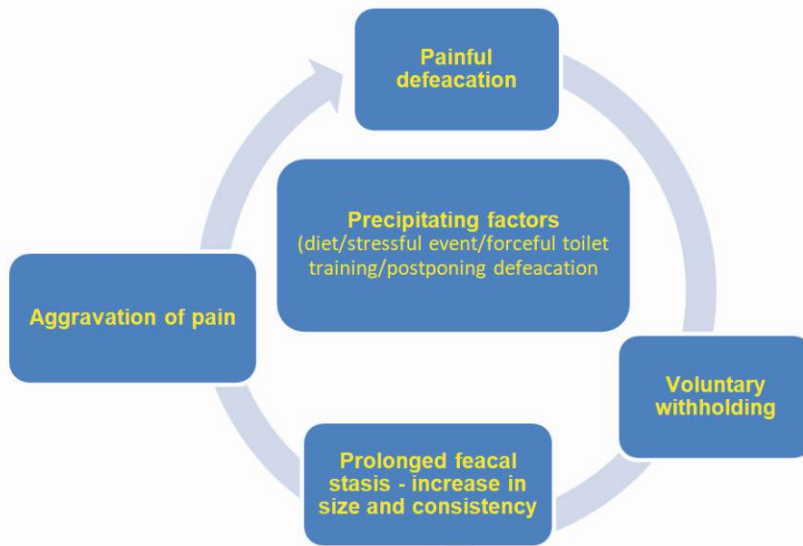 Painful
defeacation
Precipitating factors
(diet/stressful event/forceful toilet
training/postponing defeacation
Aggravation of pain
Voluntary
withholding
Prolonged feacal
stasis - increase in
size and consistency